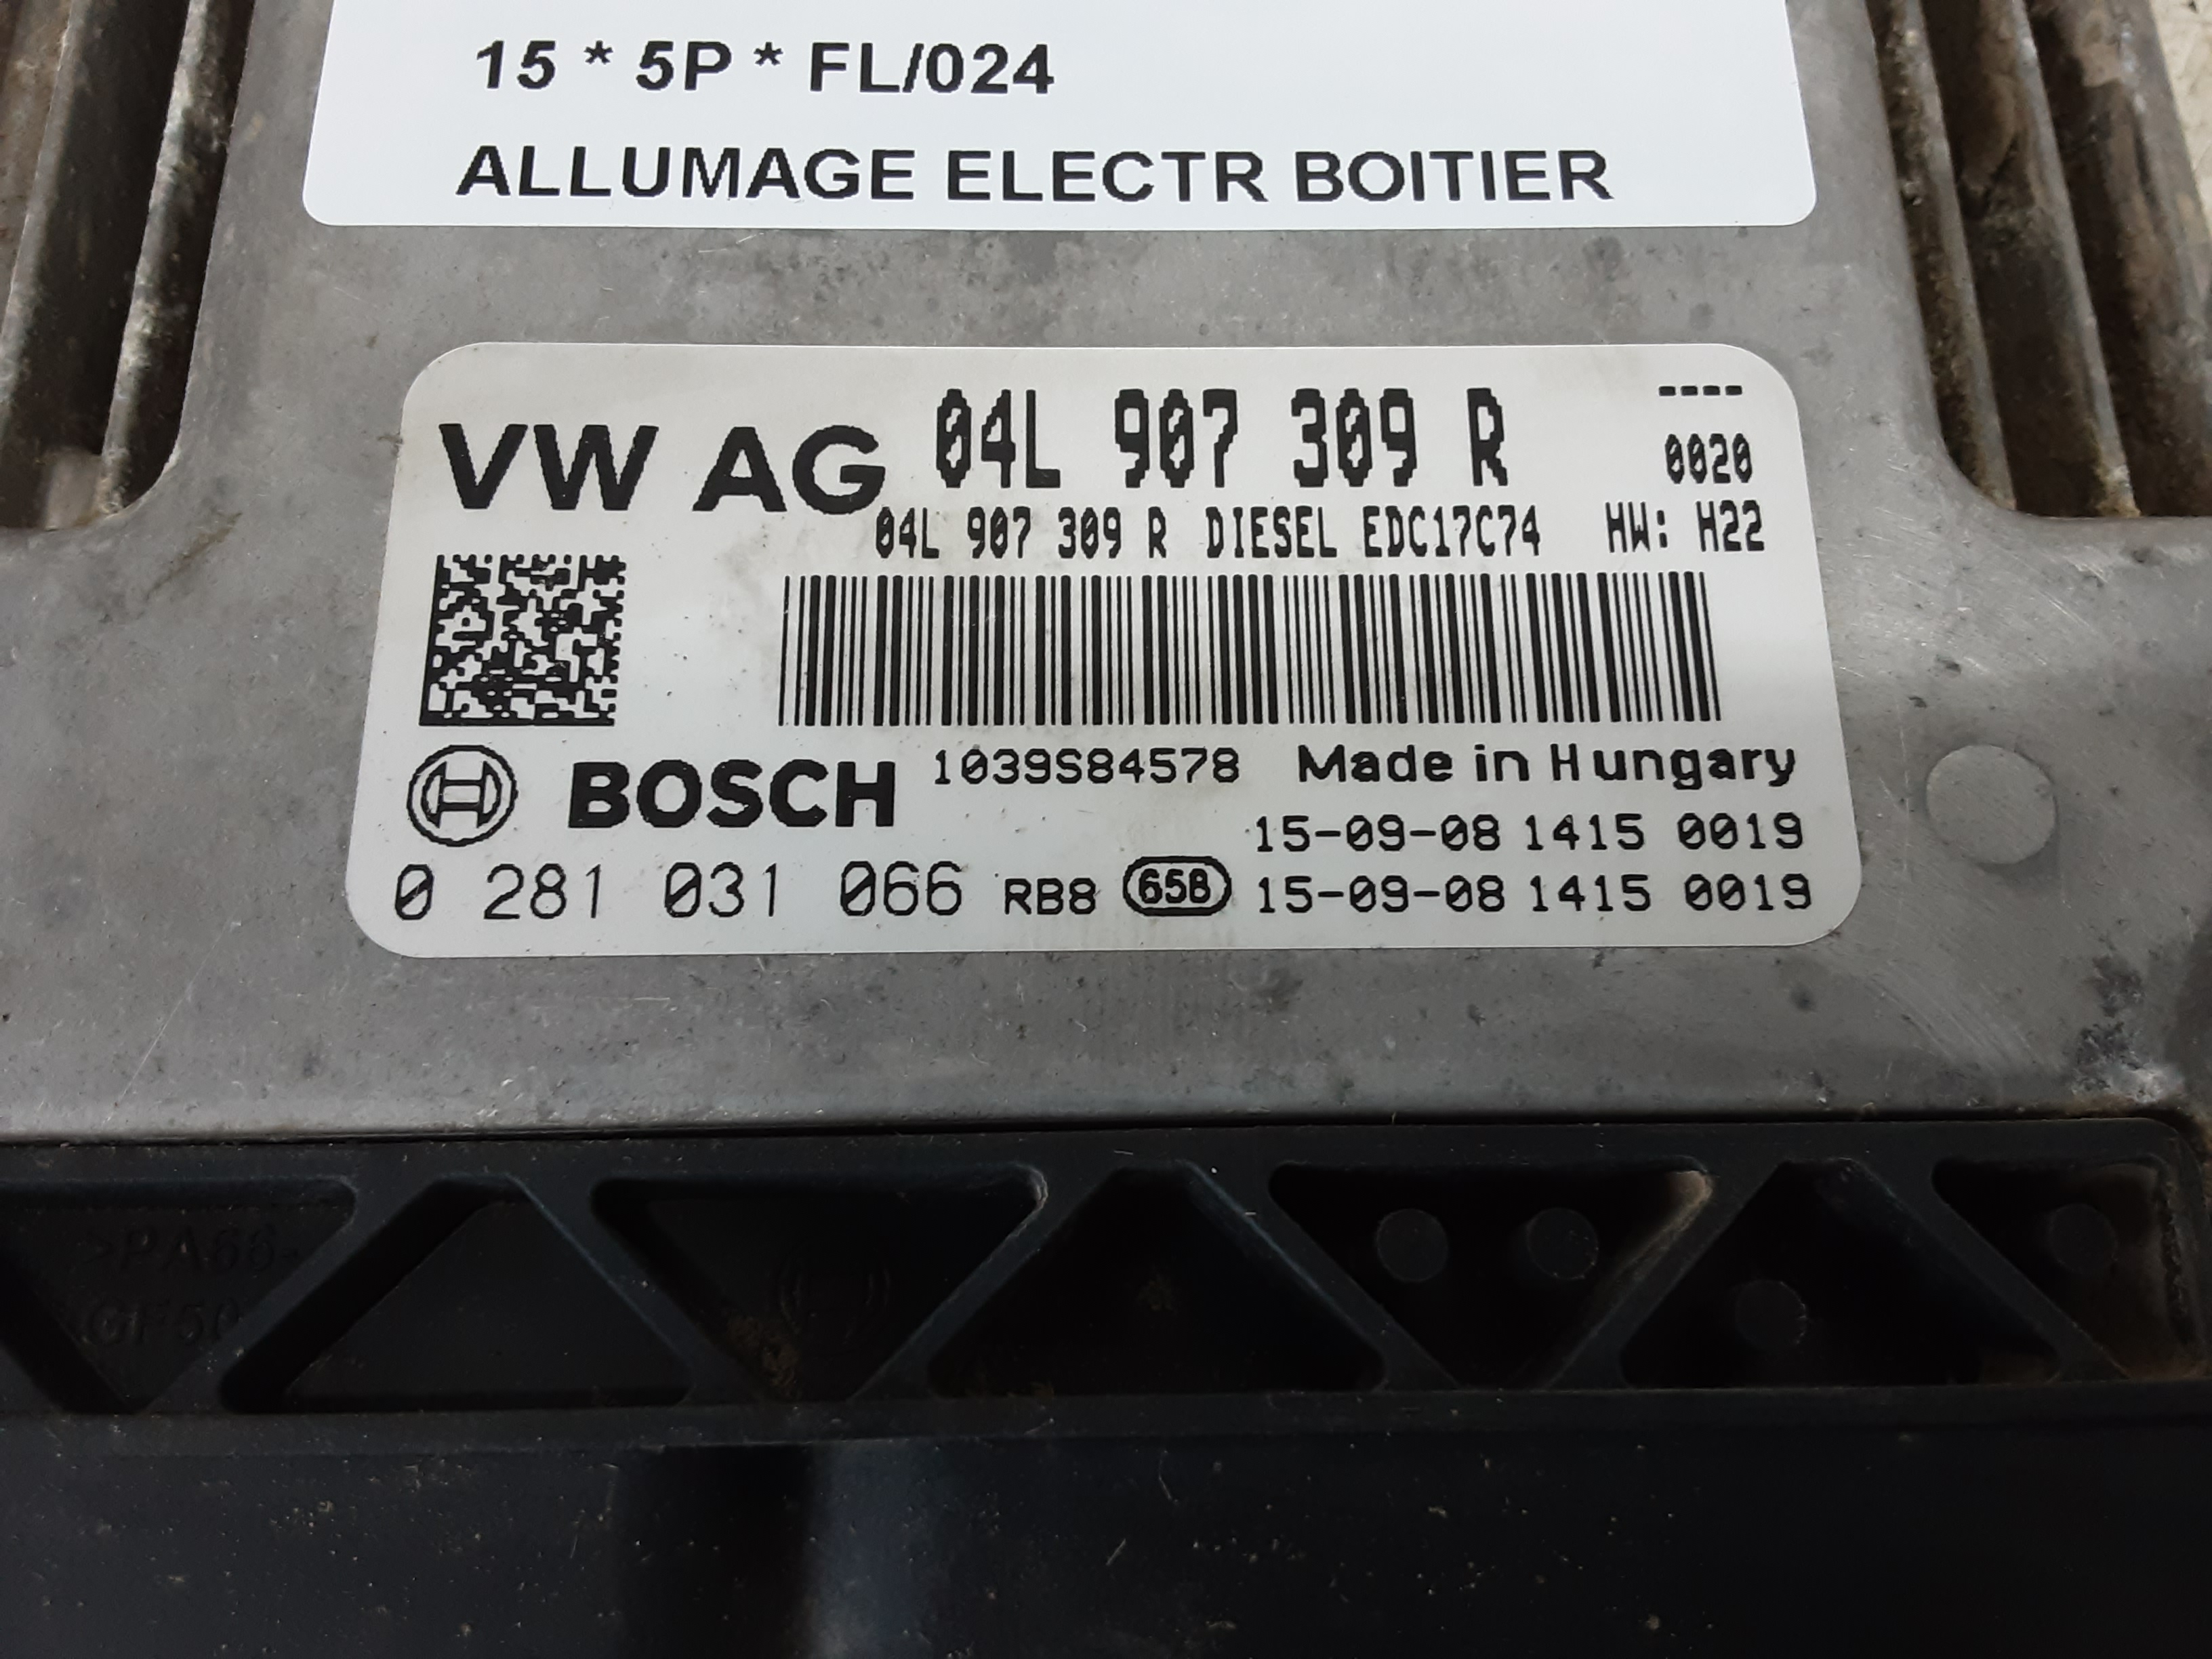 15 * 5P * FL/024
ALLUMAGE ELECTR BOITIER
VW AG 04L 907 309 R ----
0020
04L 907 309 R DIESEL EDC17C74 HW: H22
BOSCH 1039S84578 Made in Hungary
15-09-08 1415 0019
0 281 031 066 RB8 658 15-09-08 1415 0019
>PA66-
GF50